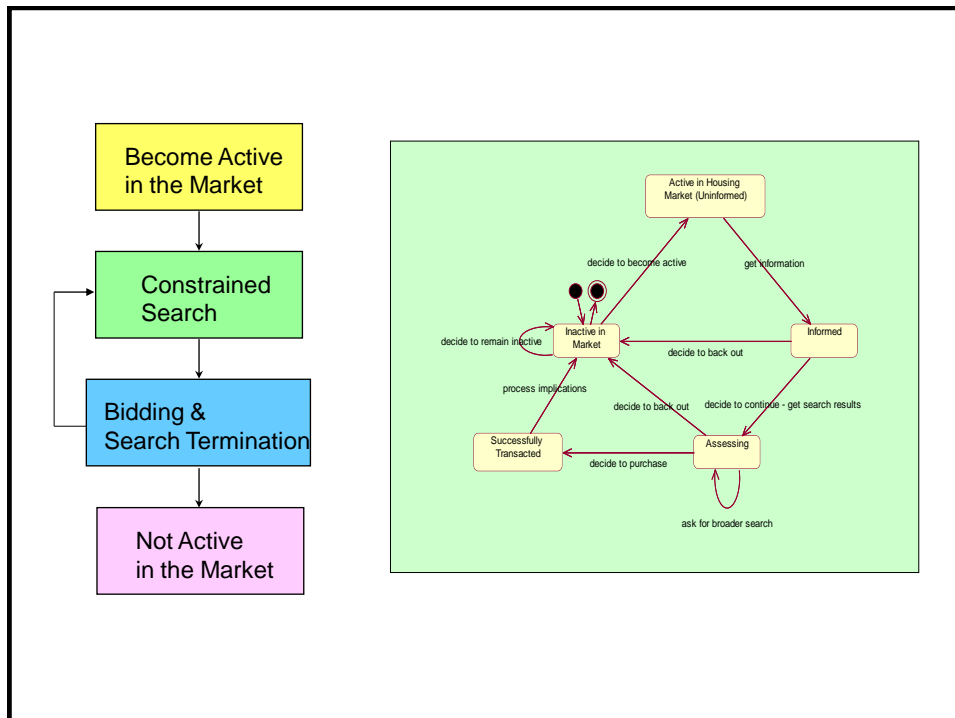 Become Active
in the Market
Constrained
Search
Bidding &
Search Termination
Not Active
in the Market
Active in Housing
Market (Uninformed)
decide to become active
get information
Inactive in
Market
Informed
decide to remain inactive
decide to back out
process implications
decide to back out
decide to continue - get search results
Successfully
Transacted
Assessing
decide to purchase
ask for broader search